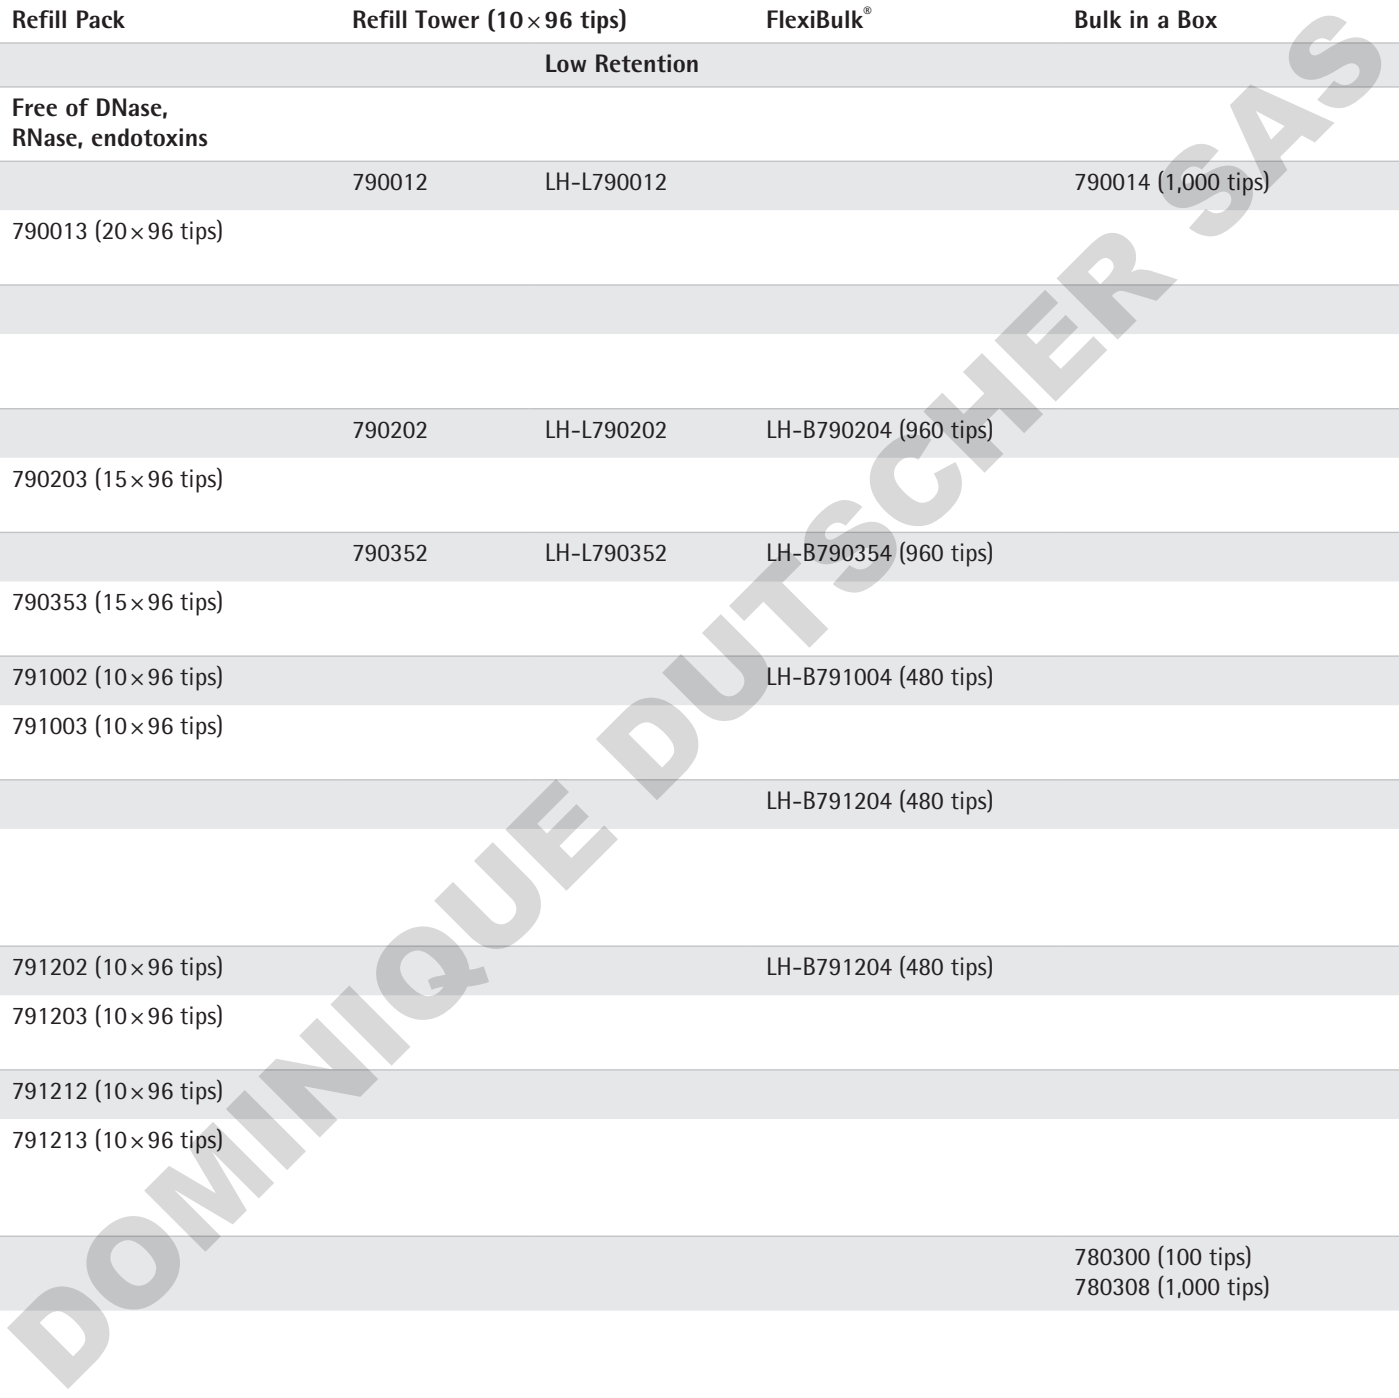 Refill Pack Refill Tower (10×96 tips) FlexiBulk® Bulk in a Box
Low Retention
Free of DNase,
RNase, endotoxins
790012 LH-L790012 790014 (1,000 tips)
790013 (20×96 tips)
790202 LH-L790202 LH-B790204 (960 tips)
790203 (15×96 tips)
790352 LH-L790352 LH-B790354 (960 tips)
790353 (15×96 tips)
791002 (10×96 tips) LH-B791004 (480 tips)
791003 (10×96 tips)
LH-B791204 (480 tips)
791202 (10×96 tips) LH-B791204 (480 tips)
791203 (10×96 tips)
791212 (10×96 tips)
791213 (10×96 tips)
780300 (100 tips)
780308 (1,000 tips)
DOMINIQUE DUTSCHER SAS